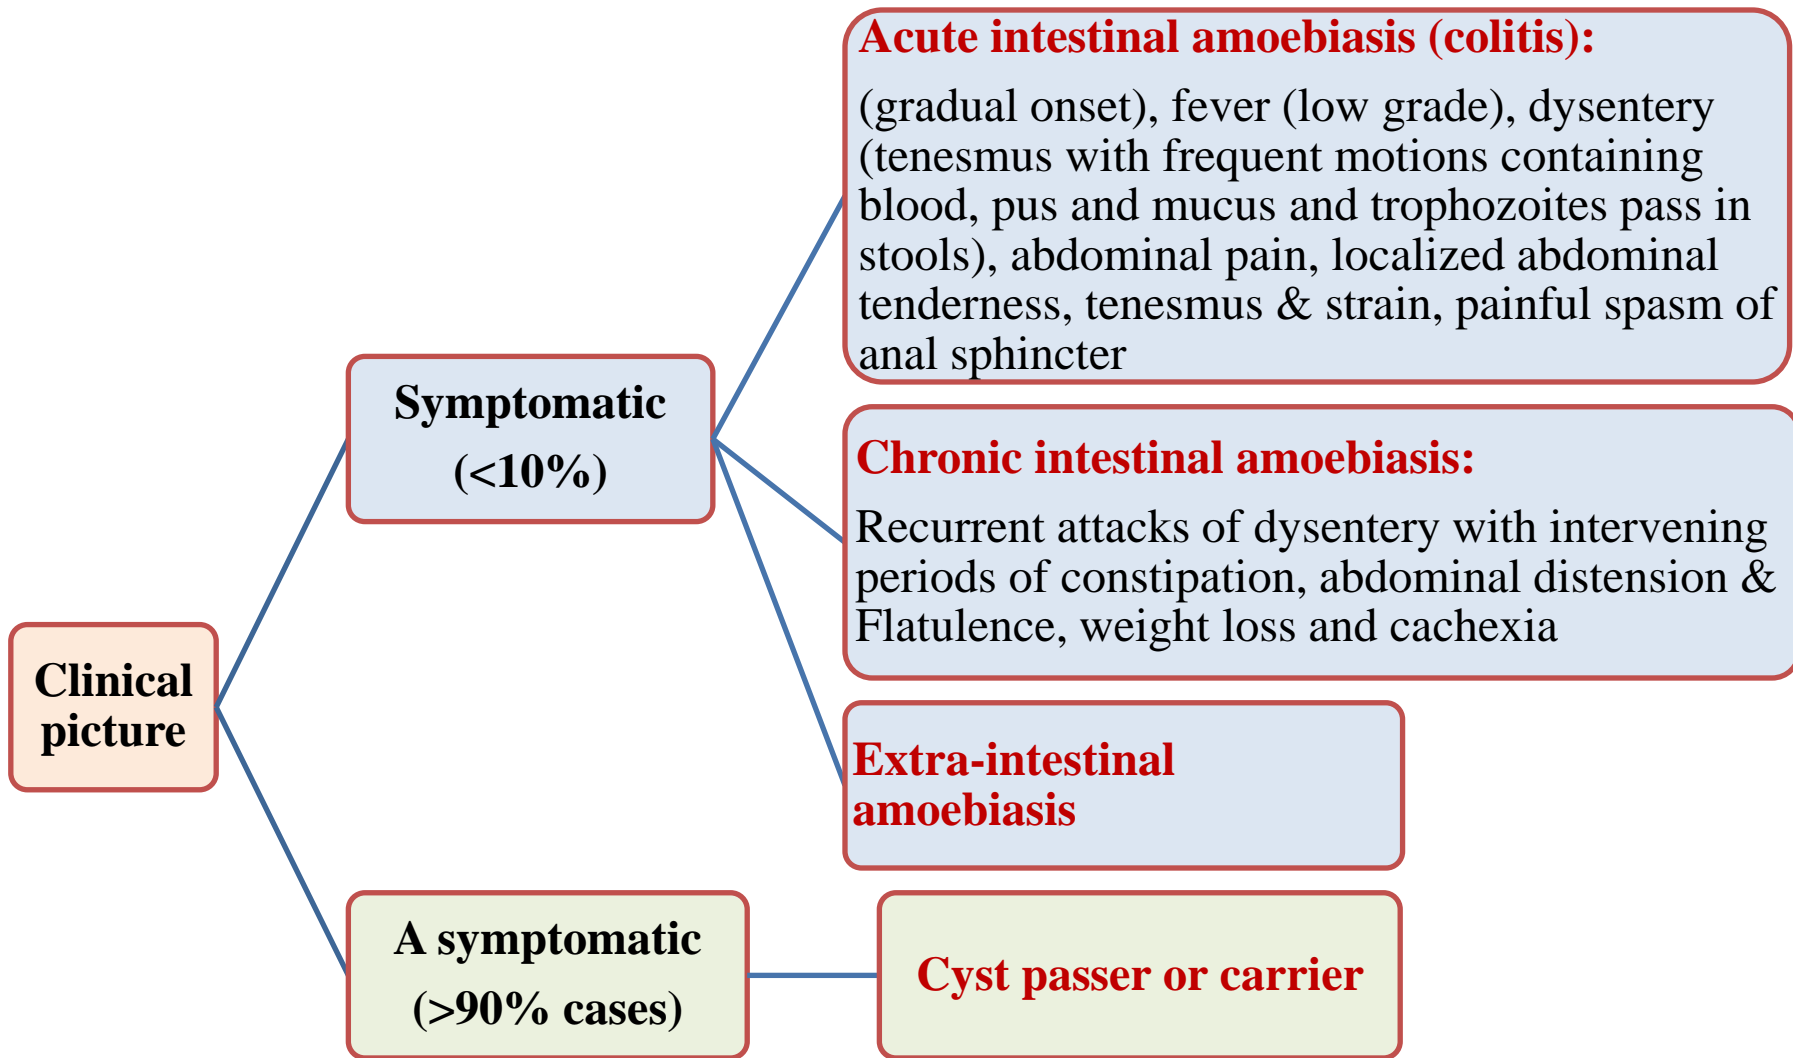 Acute intestinal amoebiasis (colitis):
(gradual onset), fever (low grade), dysentery
(tenesmus with frequent motions containing
blood, pus and mucus and trophozoites pass in
stools), abdominal pain, localized abdominal
tenderness, tenesmus & strain, painful spasm of
anal sphincter
Symptomatic
(<10%)
Chronic intestinal amoebiasis:
Recurrent attacks of dysentery with intervening
periods of constipation, abdominal distension &
Flatulence, weight loss and cachexia
Clinical
picture
Extra-intestinal
amoebiasis
A symptomatic
(>90% cases)
Cyst passer or carrier